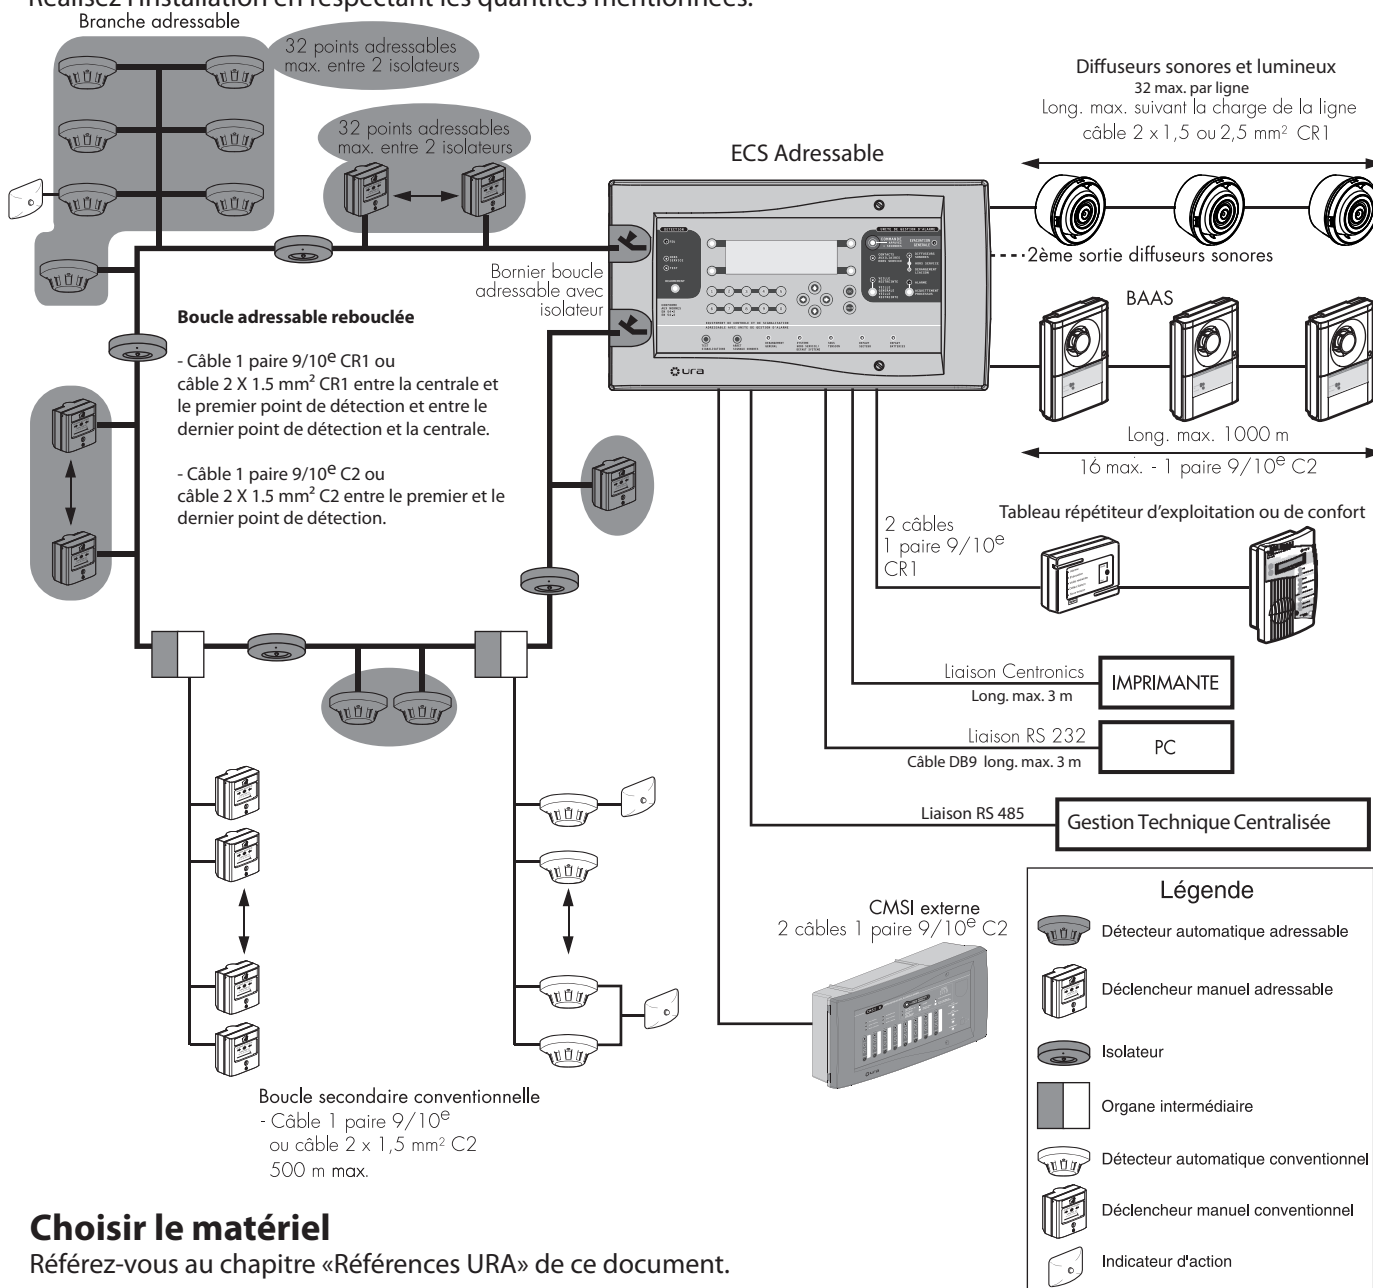 Réalisez l'installation en respectant les quantités mentionnées.
Branche adressable
32 points adressables
max. entre 2 isolateurs
32 points adressables
max. entre 2 isolateurs
ECS Adressable
Diffuseurs sonores et lumineux
32 max. par ligne
Long. max. suivant la charge de la ligne
câble 2 x 1,5 ou 2,5 mm² CR1
2ème sortie diffuseurs sonores
Bornier boucle
adressable avec
isolateur
ura
BAAS
Long. max. 1000 m
16 max. - 1 paire 9/10e C2
Boucle adressable rebouclée
- Câble 1 paire 9/10e CR1 ou
câble 2 X 1.5 mm² CR1 entre la centrale et
le premier point de détection et entre le
dernier point de détection et la centrale.
- Câble 1 paire 9/10e C2 ou
câble 2 X 1.5 mm² C2 entre le premier et le
dernier point de détection.
2 câbles
1 paire 9/10e
CR1
Tableau répétiteur d'exploitation ou de confort
Liaison Centronics
Long. max. 3 m
IMPRIMANTE
Liaison RS 232
Câble DB9 long. max. 3 m
PC
Liaison RS 485
Gestion Technique Centralisée
CMSI externe
2 câbles 1 paire 9/10e C2
ura
Boucle secondaire conventionnelle
- Câble 1 paire 9/10e
ou câble 2 x 1,5 mm² C2
500 m max.
Légende
Détecteur automatique adressable
Déclencheur manuel adressable
Isolateur
Organe intermédiaire
Détecteur automatique conventionnel
Déclencheur manuel conventionnel
Indicateur d'action
Choisir le matériel
Référez-vous au chapitre «Références URA» de ce document.